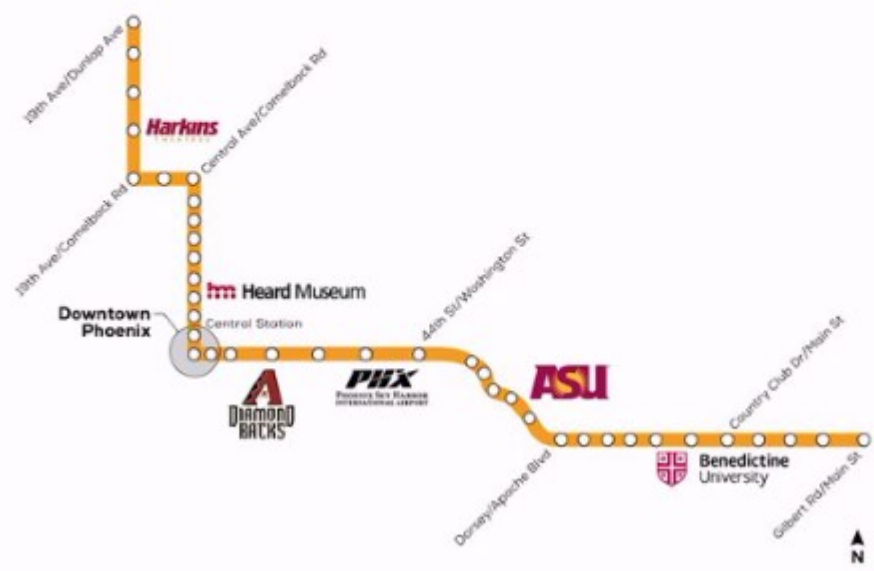 19th Ave/Dunlap Ave
Harkins
THEATRES
Central Ave/Camelback Rd
19th Ave/Camelback Rd
Heard Museum
Downtown
Phoenix
Central Station
44th St/Washington St
DIAMOND
BACKS
PHX
PHOENIX SKY HARBOR
INTERNATIONAL AIRPORT
ASU
Country Club Dr/Main St
Dorsey/Apache Blvd
Benedictine
University
Gilbert Rd/Main St
N